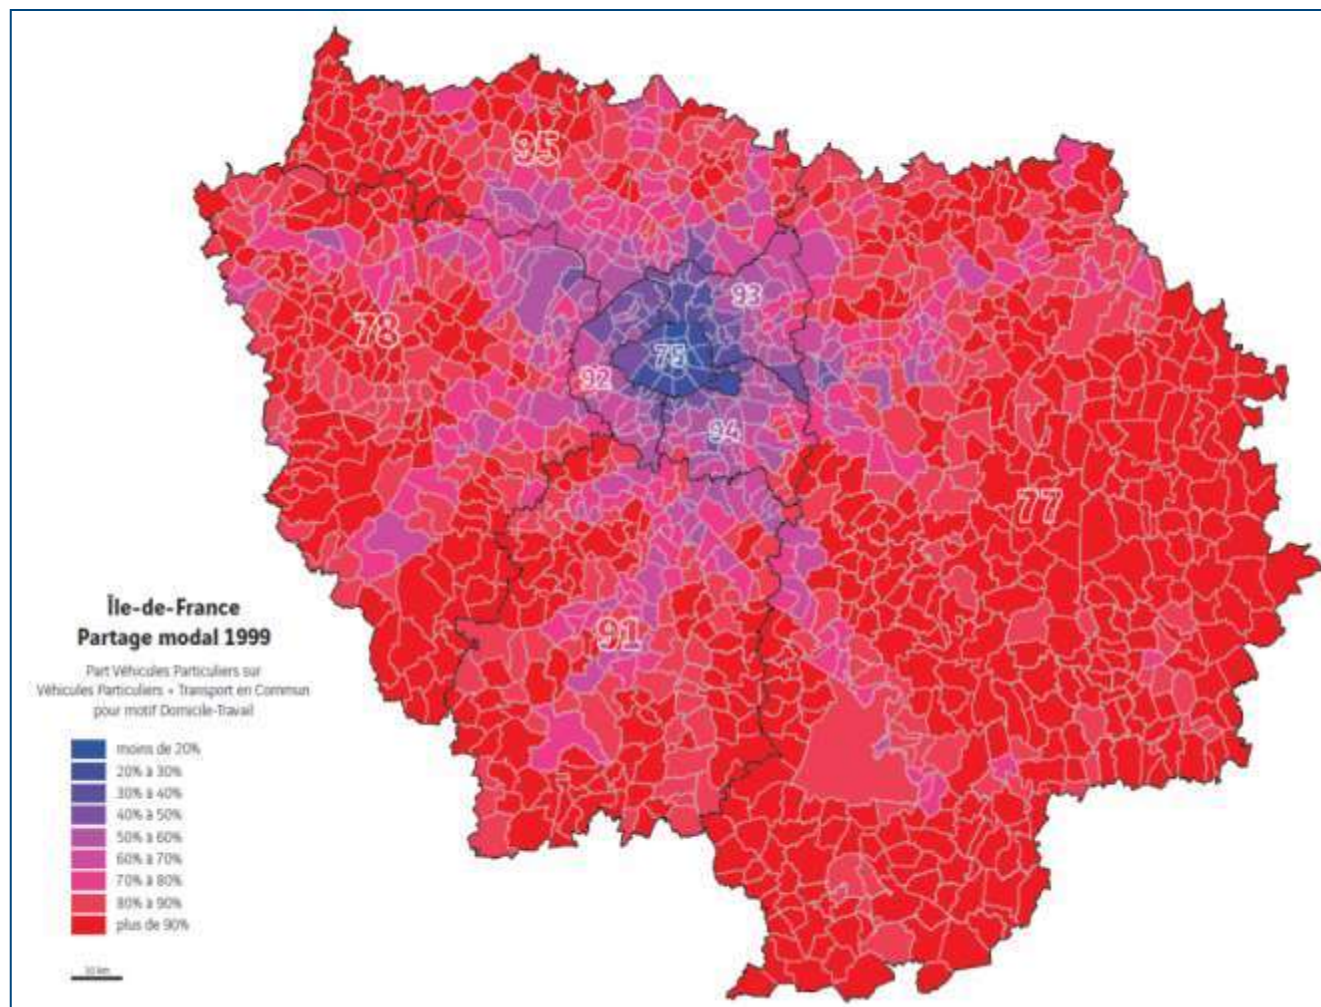 95
93
78
75
92
94
77
91
Île-de-France
Partage modal 1999
Part Véhicules Particuliers sur
Véhicules Particuliers + Transport en Commun
pour motif Domicile-Travail
moins de 20%
20% à 30%
30% à 40%
40% à 50%
50% à 60%
60% à 70%
70% à 80%
80% à 90%
plus de 90%
10 km